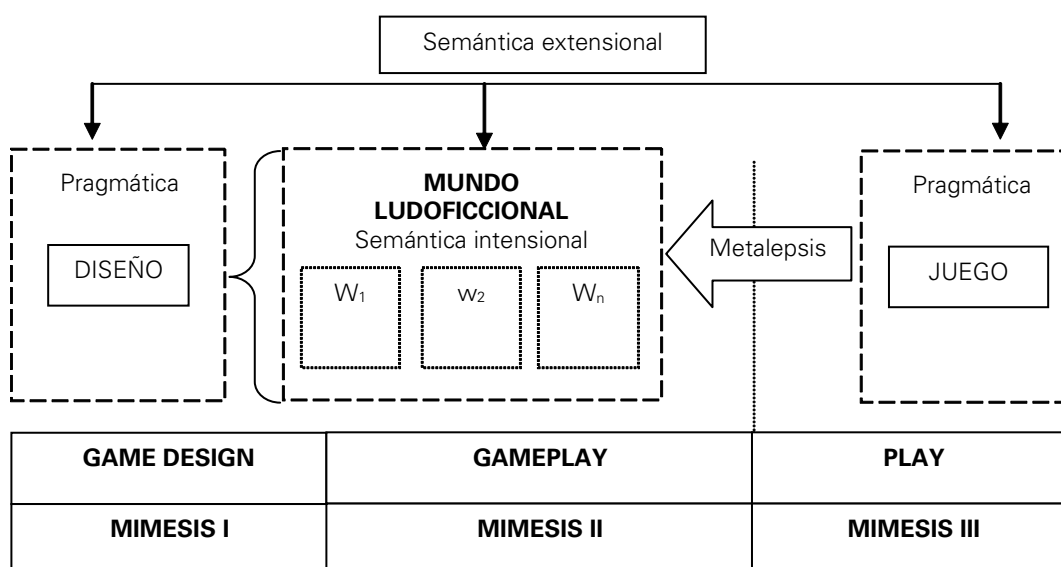 Semántica extensional
Pragmática
DISEÑO
MUNDO
LUDOFICCIONAL
Semántica intensional
W₁
w₂
Wₙ
Metalepsis
Pragmática
JUEGO
GAME DESIGN
GAMEPLAY
PLAY
MIMESIS I
MIMESIS II
MIMESIS III